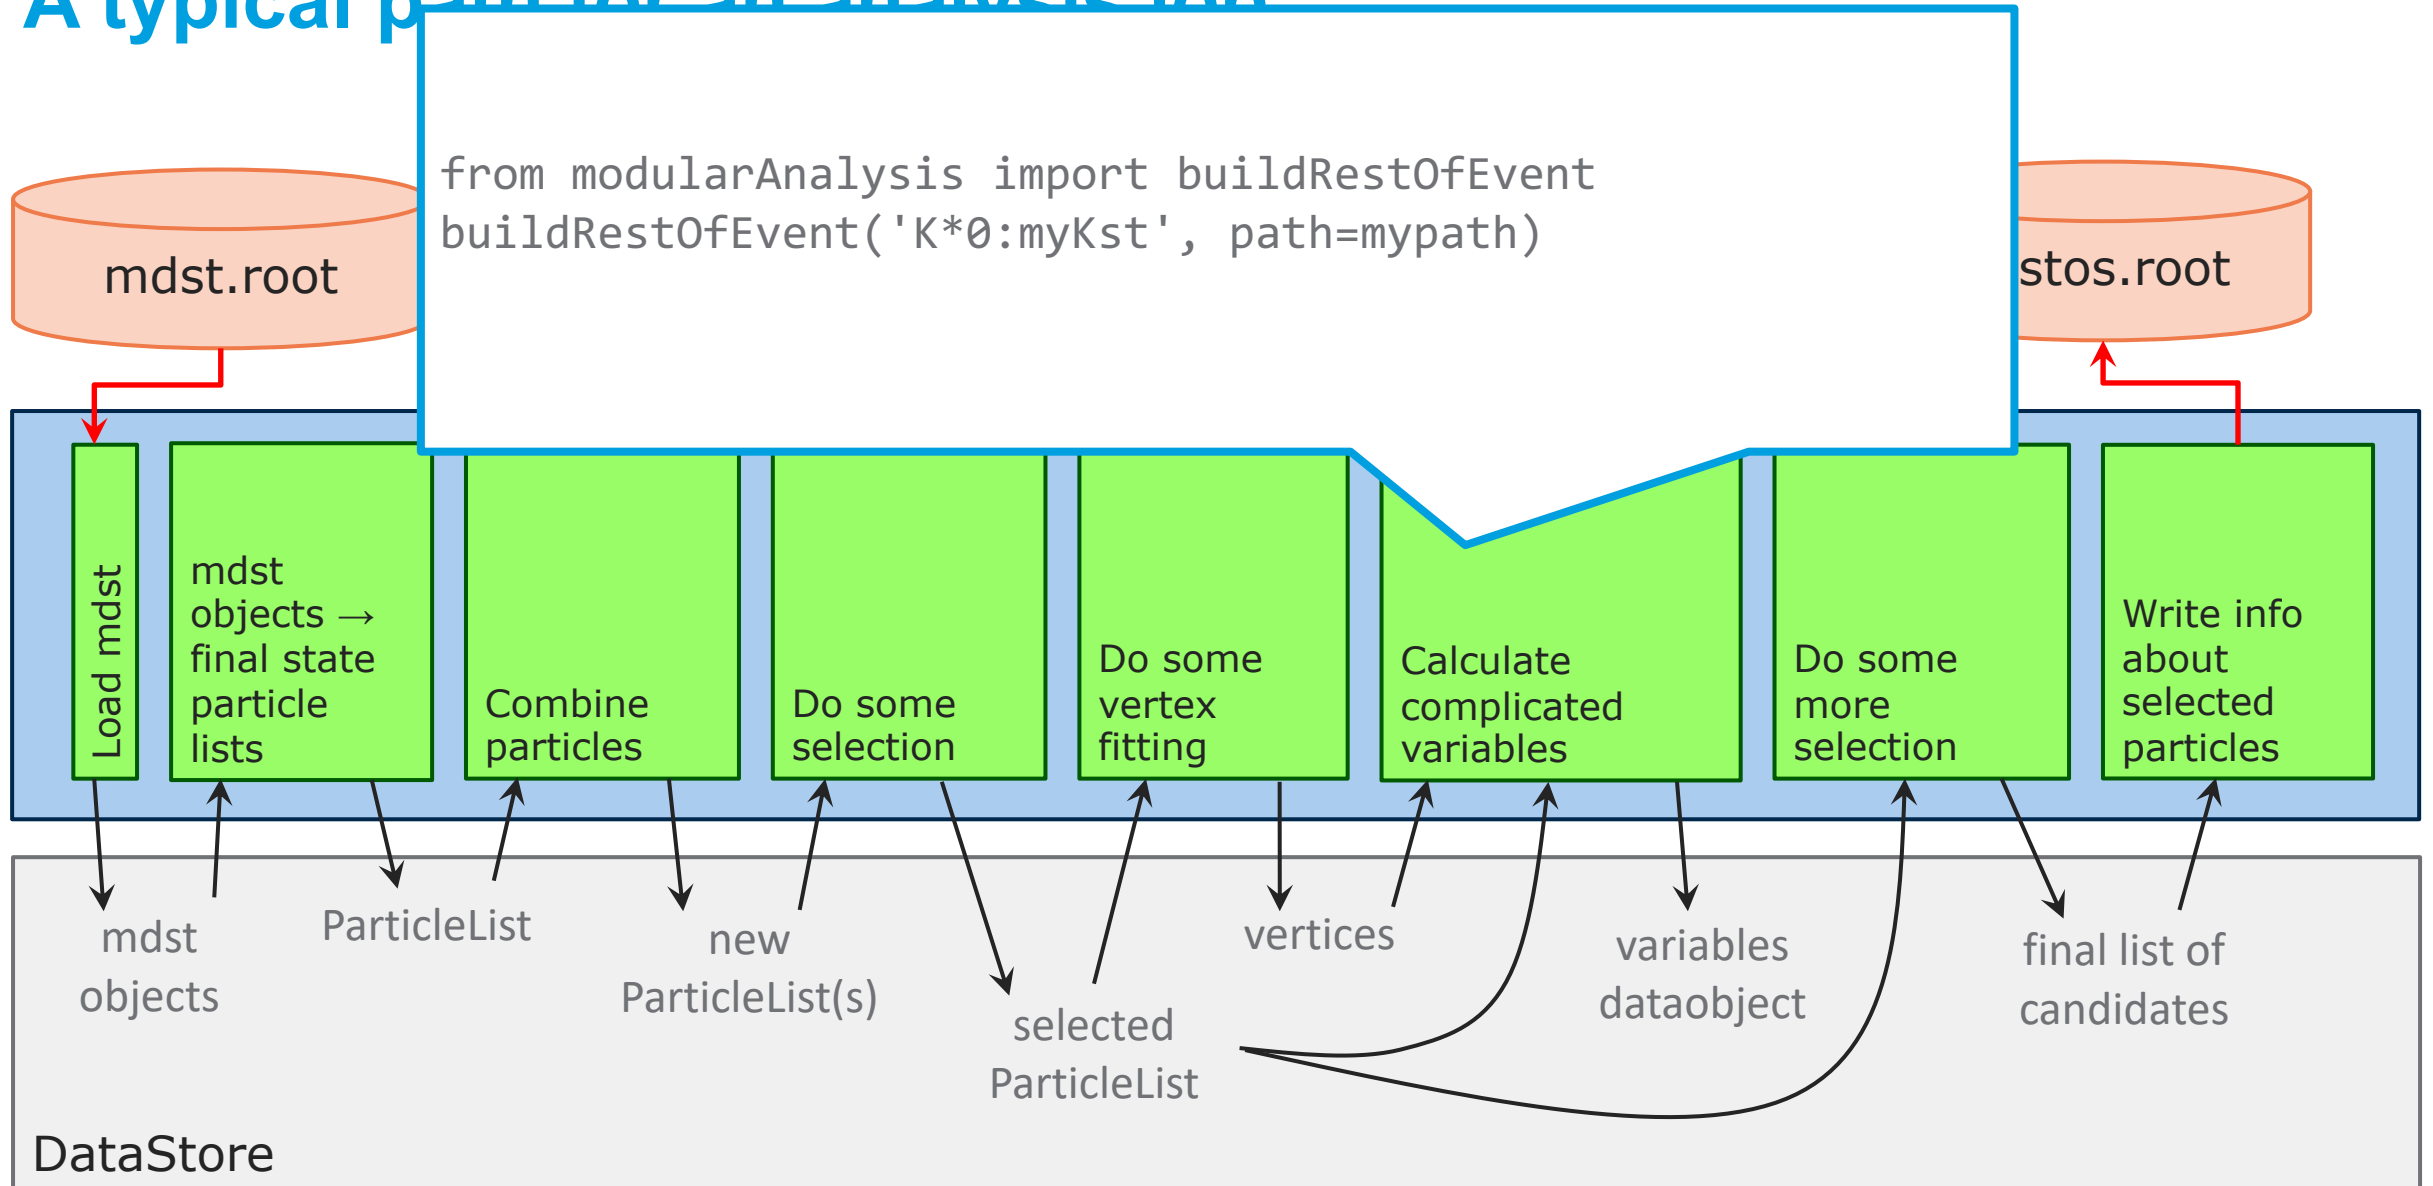 A typical
from modularAnalysis import buildRestOfEvent
buildRestOfEvent('K*0:myKst', path=mypath)
mdst.root
stos.root
Load mdst
mdst
objects →
final state
particle
lists
Combine
particles
Do some
selection
Do some
vertex
fitting
Calculate
complicated
variables
Do some
more
selection
Write info
about
selected
particles
mdst
objects
ParticleList
new
ParticleList(s)
selected
ParticleList
vertices
variables
dataobject
final list of
candidates
DataStore